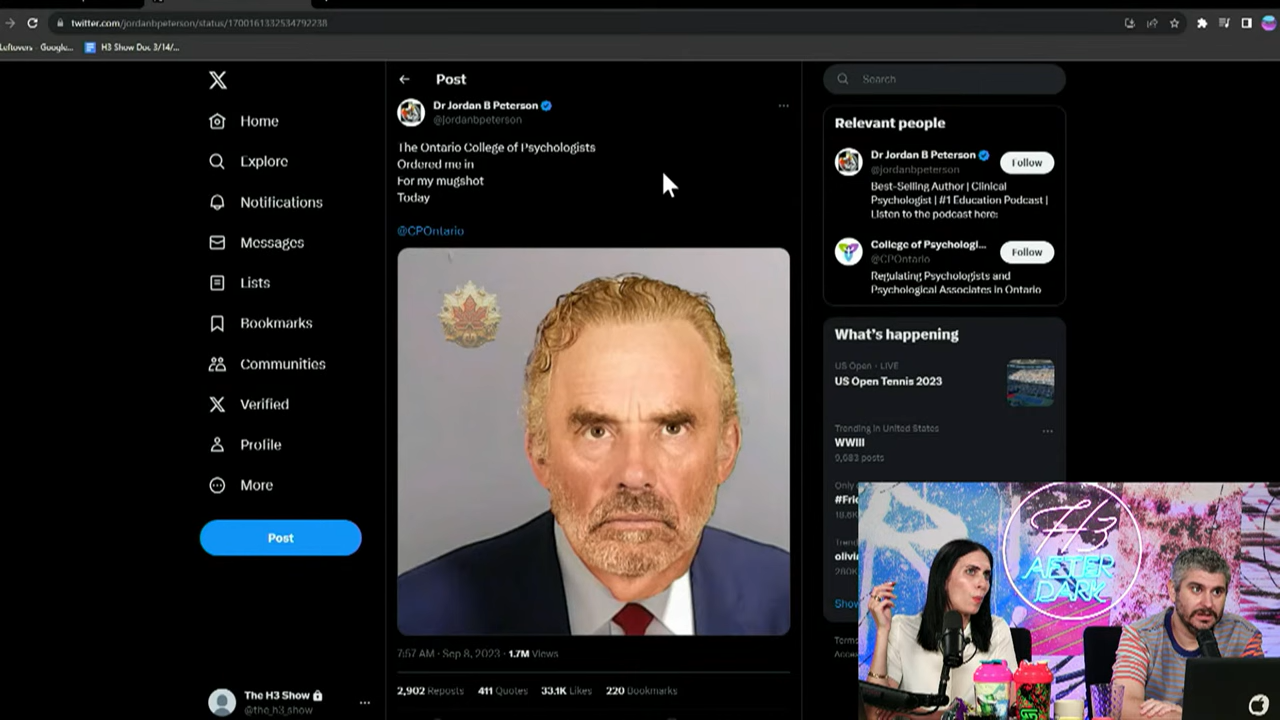 twitter.com/jordanbpeterson/status/1700161332534792238
Leftovers - Google...
H3 Show Doc 3/14/...
Post
Search
Dr Jordan B Peterson
@jordanbpeterson
The Ontario College of Psychologists
Ordered me in
For my mugshot
Today
@CPOntario
7:57 AM · Sep 8, 2023 · 1.7M Views
2,902 Reposts 411 Quotes 33.1K Likes 220 Bookmarks
Home
Explore
Notifications
Messages
Lists
Bookmarks
Communities
Verified
Profile
More
Post
The H3 Show
@the_h3_show
Relevant people
Dr Jordan B Peterson
@jordanbpeterson
Follow
Best-Selling Author | Clinical
Psychologist | #1 Education Podcast |
Listen to the podcast here:
College of Psychologi...
@CPOntario
Follow
Regulating Psychologists and
Psychological Associates in Ontario
What's happening
US Open · LIVE
US Open Tennis 2023
Trending in United States
WWIII
9,083 posts
Only
#Frie
olivi
Show
H3
AFTER
DARK